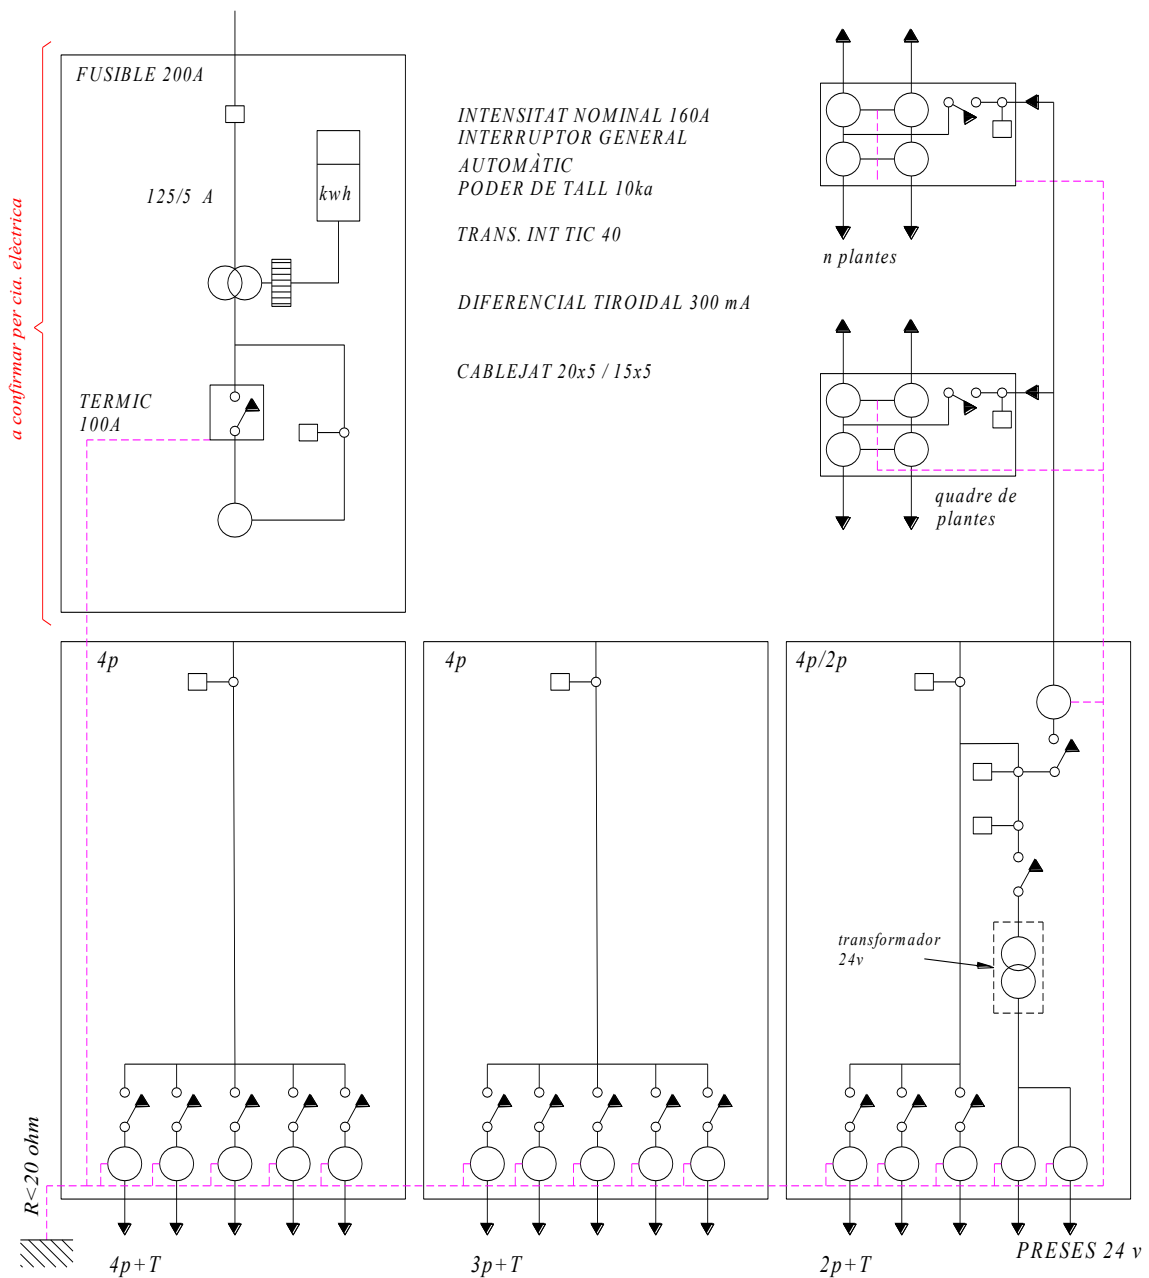 FUSIBLE 200A
125/5 A
kwh
a confirmar per cia. elèctrica
TERMIC
100A
INTENSITAT NOMINAL 160A
INTERRUPTOR GENERAL
AUTOMÀTIC
PODER DE TALL 10ka
TRANS. INT TIC 40
DIFERENCIAL TIROIDAL 300 mA
CABLEJAT 20x5 / 15x5
n plantes
quadre de
plantes
4p
4p
4p/2p
transformador
24v
R<20 ohm
4p+T
3p+T
2p+T
PRESES 24 v